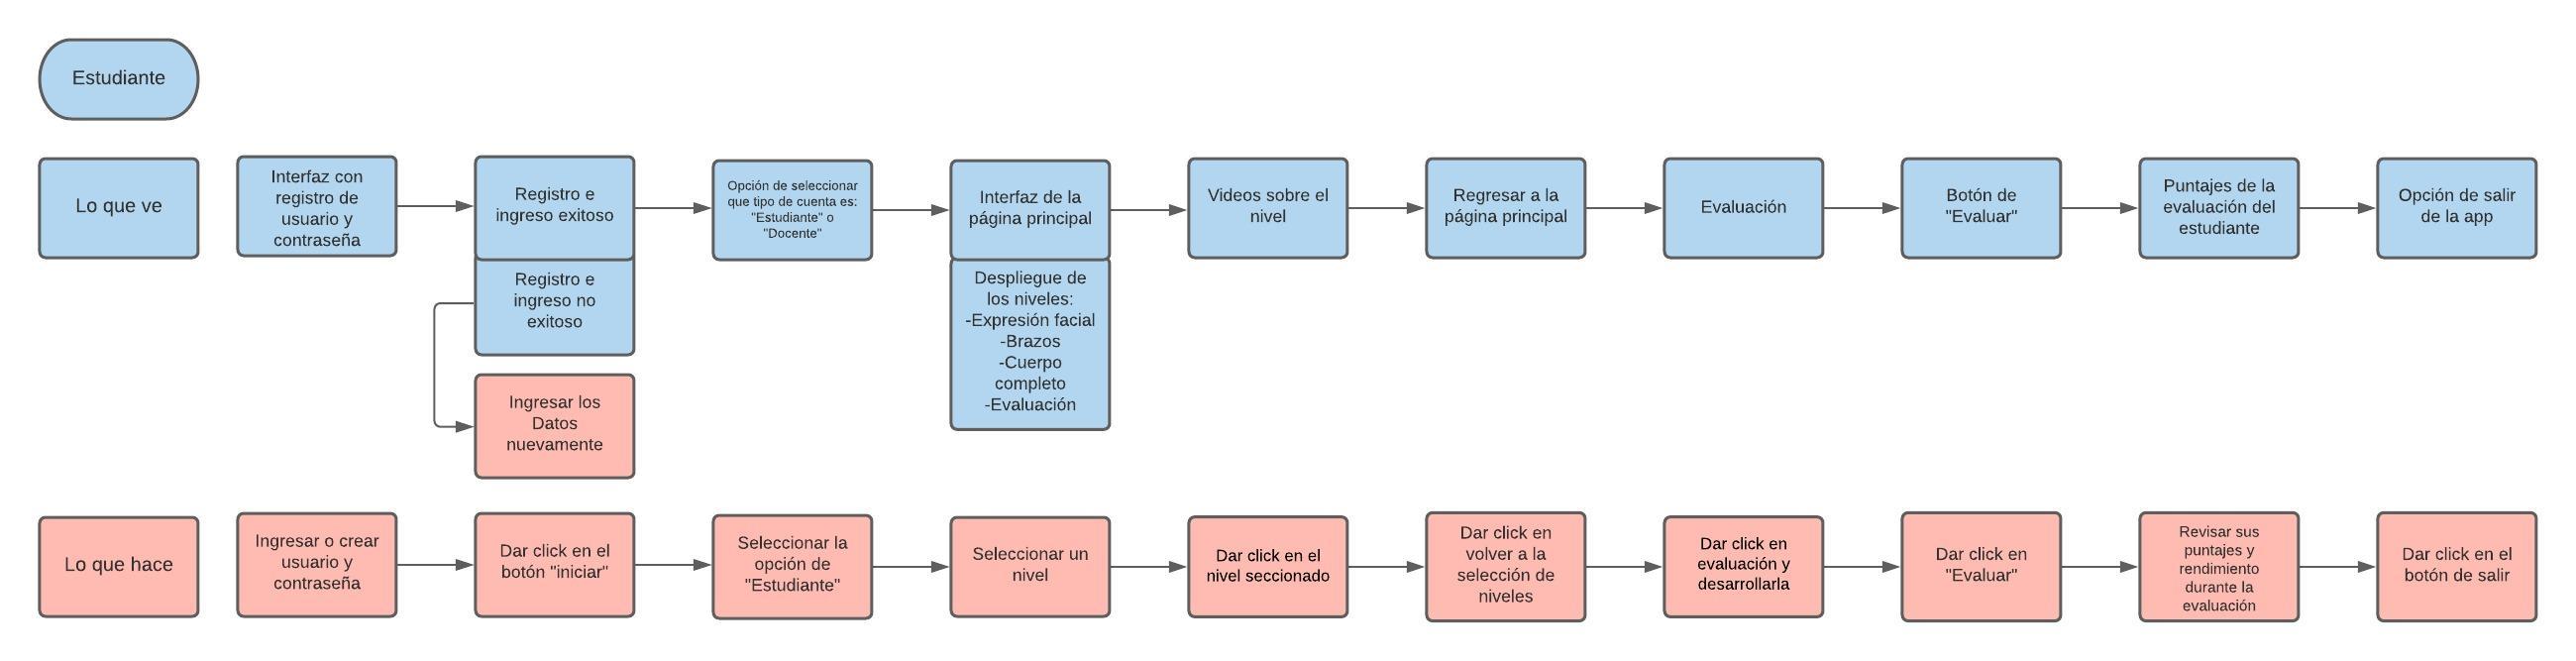 Estudiante
Lo que ve
Interfaz con
registro de
usuario y
contraseña
Registro e
ingreso exitoso
Opción de seleccionar
que tipo de cuenta es:
"Estudiante" o
"Docente"
Interfaz de la
página principal
Videos sobre el
nivel
Regresar a la
página principal
Evaluación
Botón de
"Evaluar"
Puntajes de la
evaluación del
estudiante
Opción de salir
de la app
Registro e
ingreso no
exitoso
Despliegue de
los niveles:
-Expresión facial
-Brazos
-Cuerpo
completo
-Evaluación
Ingresar los
Datos
nuevamente
Lo que hace
Ingresar o crear
usuario y
contraseña
Dar click en el
botón "iniciar"
Seleccionar la
opción de
"Estudiante"
Seleccionar un
nivel
Dar click en el
nivel seccionado
Dar click en
volver a la
selección de
niveles
Dar click en
evaluación y
desarrollarla
Dar click en
"Evaluar"
Revisar sus
puntajes y
rendimiento
durante la
evaluación
Dar click en el
botón de salir